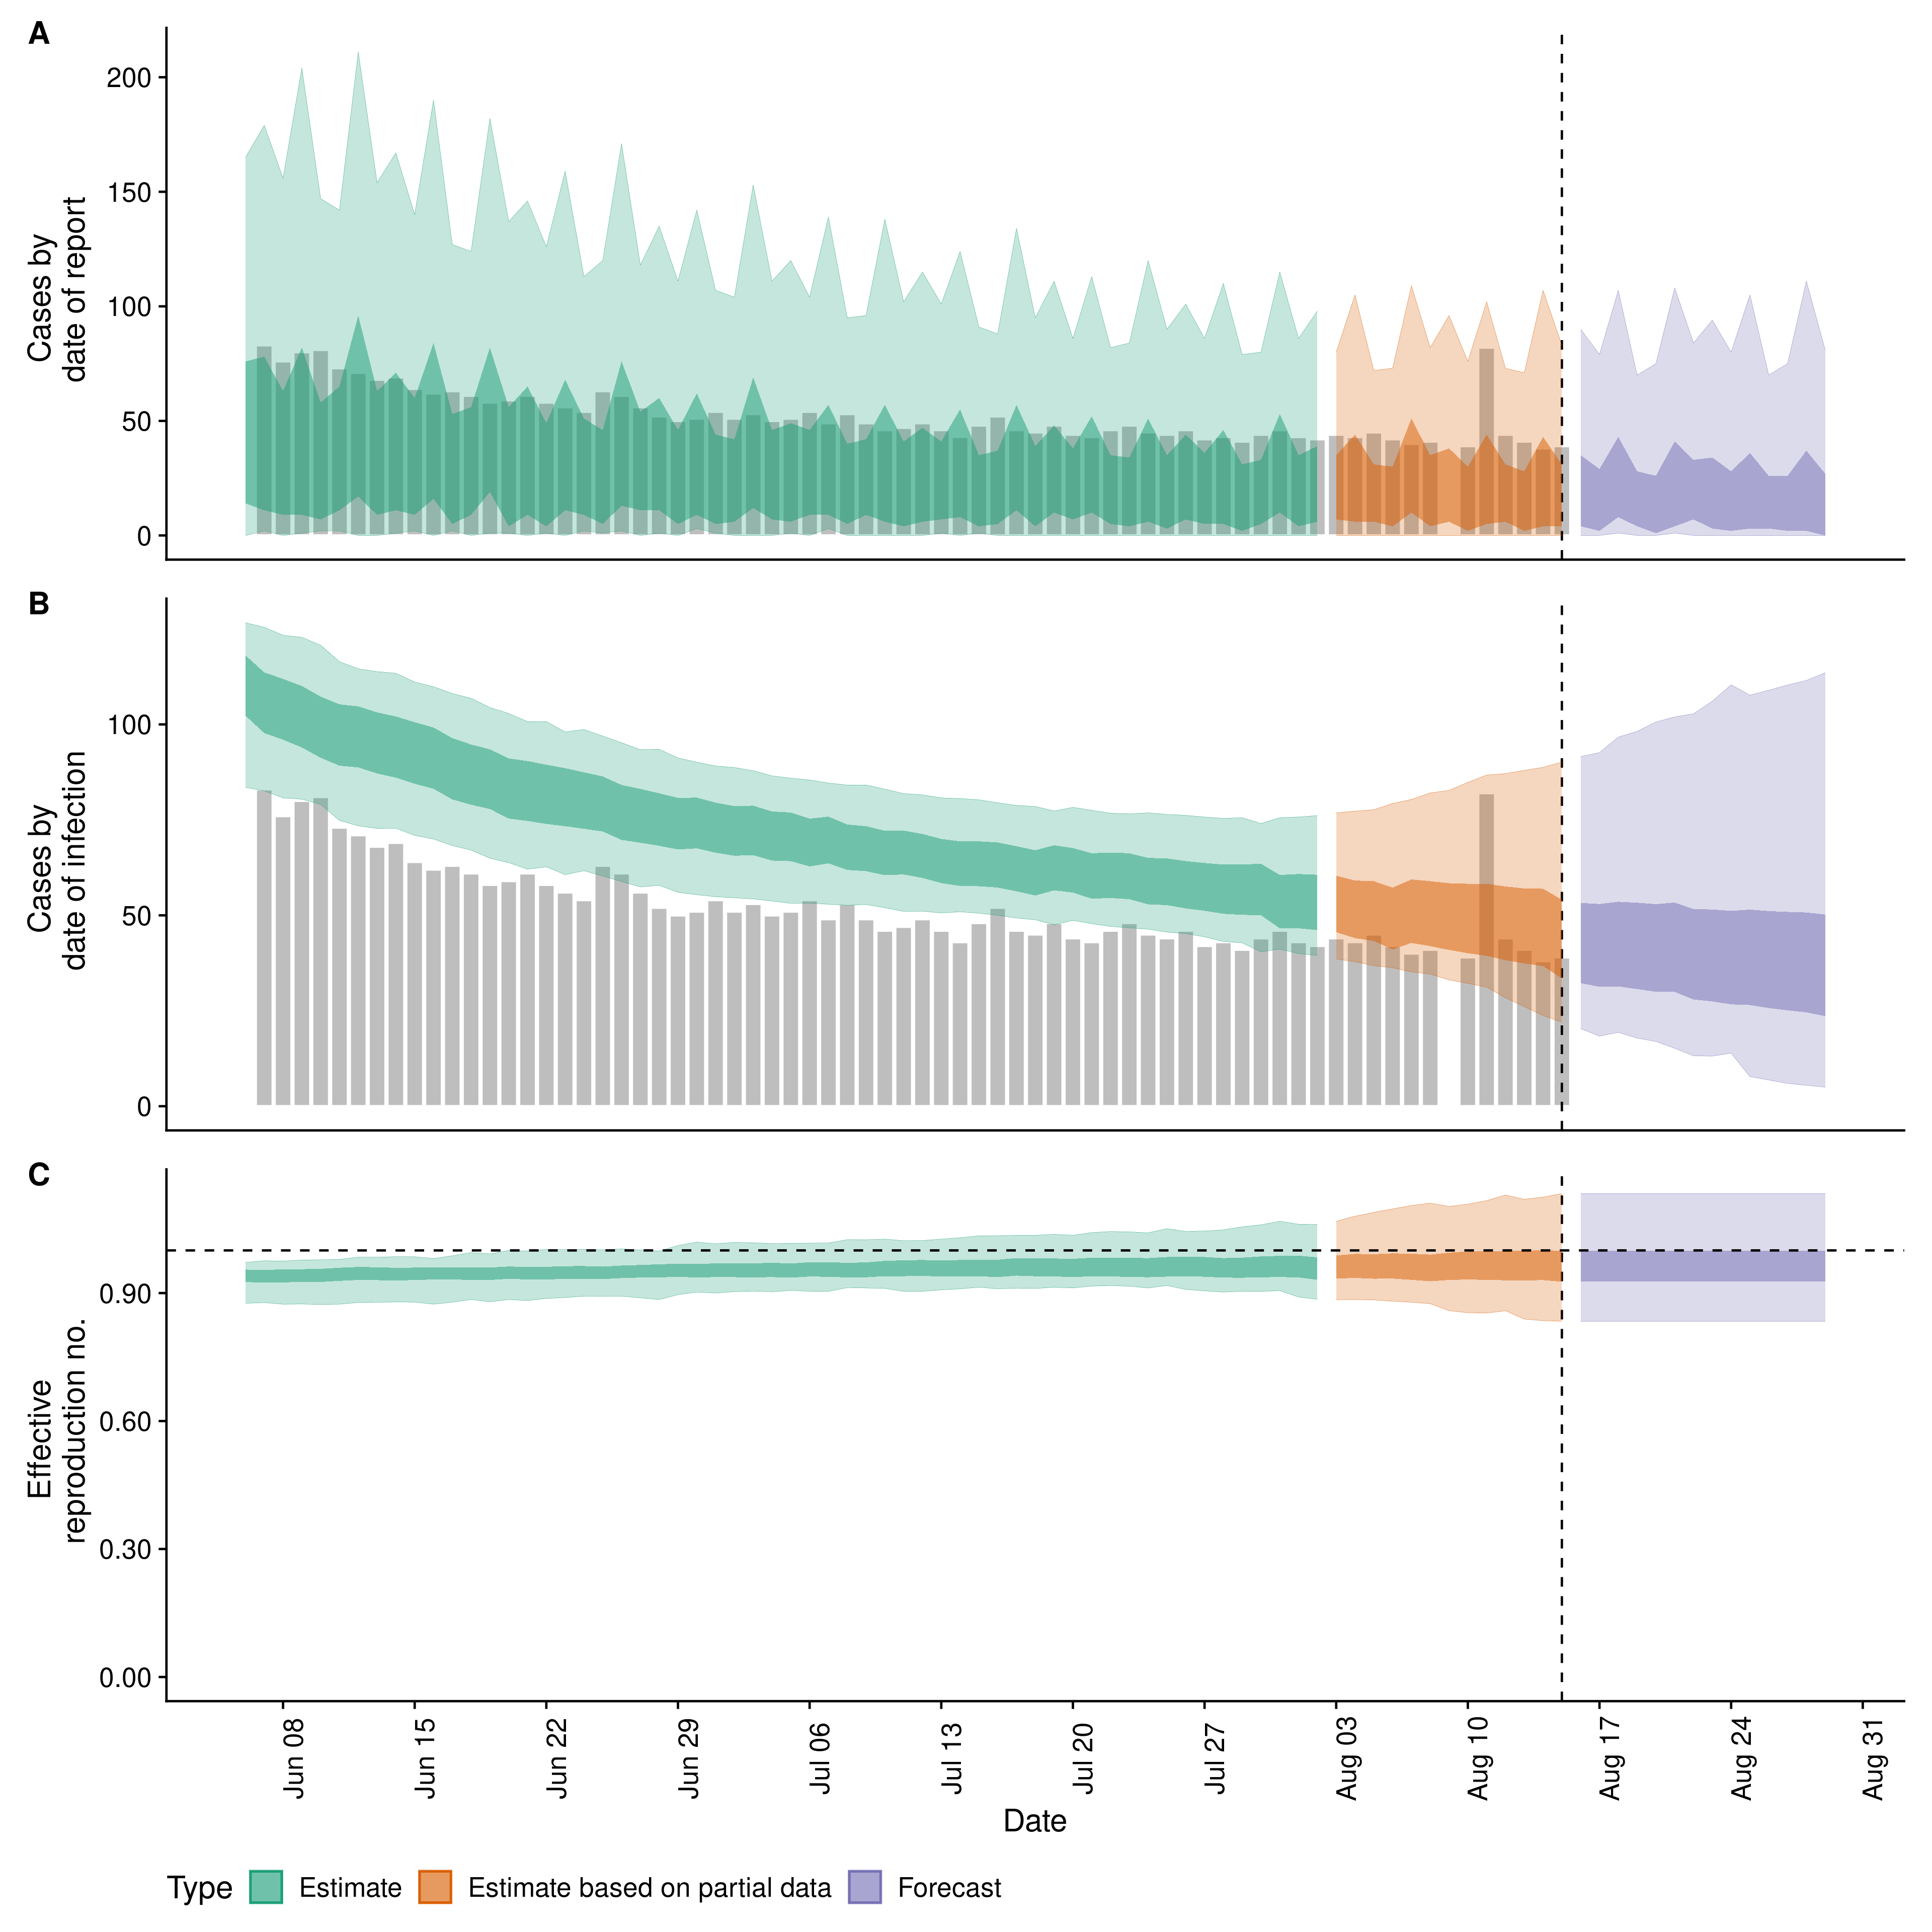 A
Cases by
date of report
200
150
100
50
0
B
Cases by
date of infection
100
50
0
C
Effective
reproduction no.
0.90
0.60
0.30
0.00
Jun 08
Jun 15
Jun 22
Jun 29
Jul 06
Jul 13
Jul 20
Jul 27
Aug 03
Aug 10
Aug 17
Aug 24
Aug 31
Date
Type Estimate Estimate based on partial data Forecast